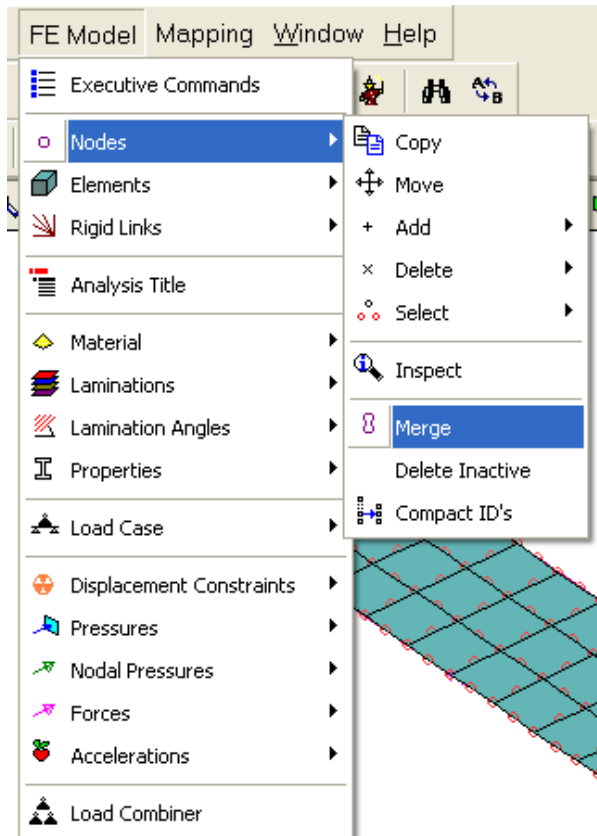 FE Model Mapping Window Help
Executive Commands
Nodes
Elements
Rigid Links
Analysis Title
Material
Laminations
Lamination Angles
Properties
Load Case
Displacement Constraints
Pressures
Nodal Pressures
Forces
Accelerations
Load Combiner
Copy
Move
Add
Delete
Select
Inspect
Merge
Delete Inactive
Compact ID's
A
B